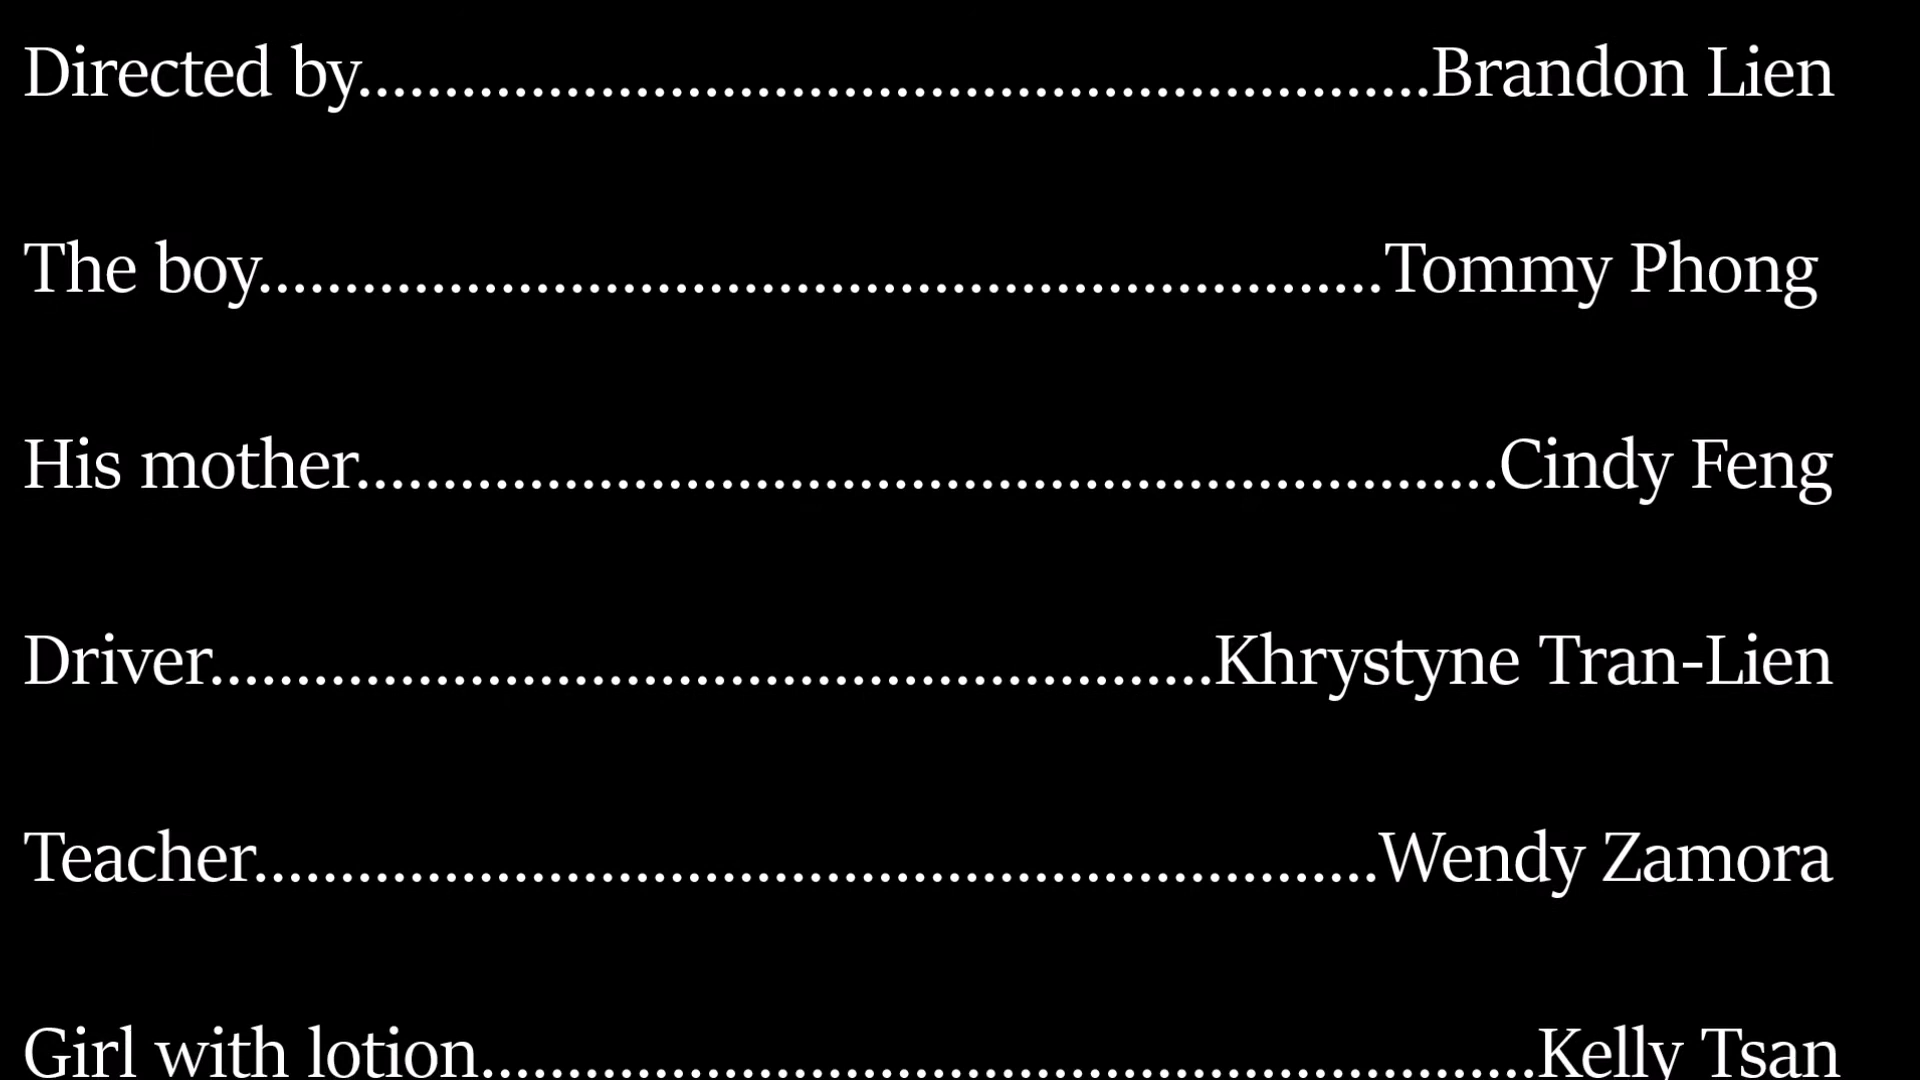 Directed by..............................................................Brandon Lien
The boy.................................................................Tommy Phong
His mother..................................................................Cindy Feng
Driver..........................................................Khrystyne Tran-Lien
Teacher.................................................................Wendy Zamora
Girl with lotion.............................................................Kelly Tsan